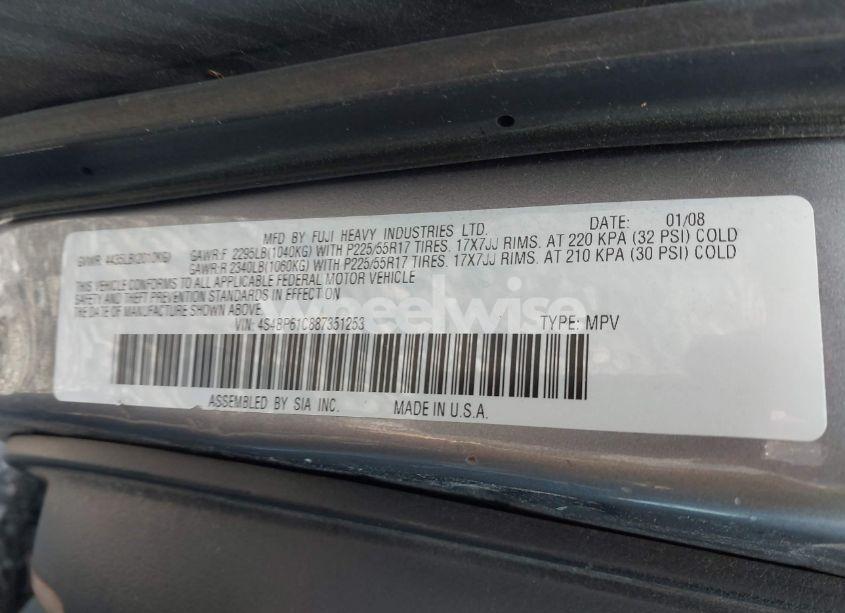 MFD BY FUJI HEAVY INDUSTRIES LTD. DATE: 01/08
GVWR: 4435LB(2010KG) GAWR:F 2295LB(1040KG) WITH P225/55R17 TIRES. 17X7JJ RIMS. AT 220 KPA (32 PSI) COLD
GAWR:R 2340LB(1060KG) WITH P225/55R17 TIRES. 17X7JJ RIMS. AT 210 KPA (30 PSI) COLD
THIS VEHICLE CONFORMS TO ALL APPLICABLE FEDERAL MOTOR VEHICLE
SAFETY AND THEFT PREVENTION STANDARDS IN EFFECT ON
THE DATE OF MANUFACTURE SHOWN ABOVE.
wheelwise
VIN: 4S4BP61C887351253 TYPE: MPV
ASSEMBLED BY SIA INC. MADE IN U.S.A.